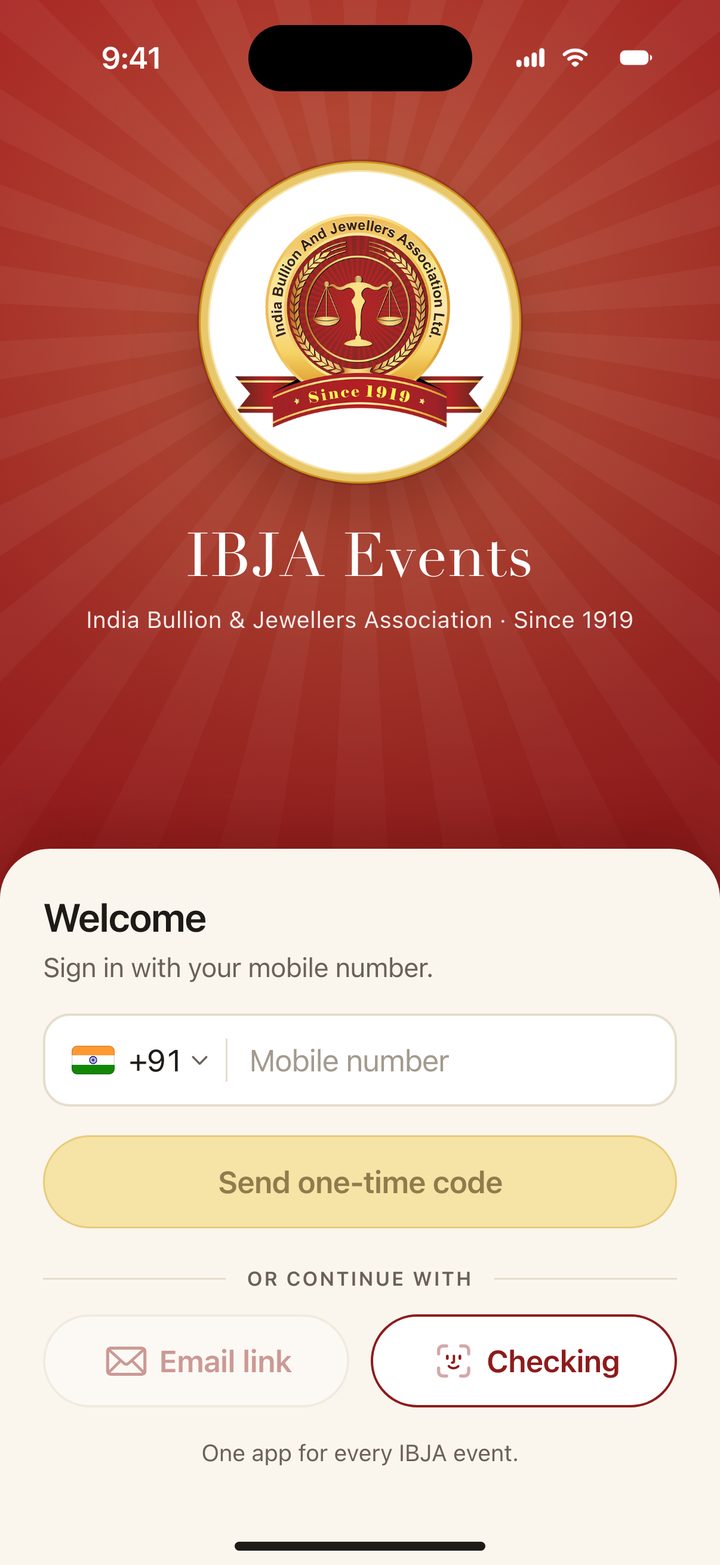 9:41
India Bullion And Jewellers Association Ltd.
Since 1919
IBJA Events
India Bullion & Jewellers Association · Since 1919
Welcome
Sign in with your mobile number.
+91 Mobile number
Send one-time code
OR CONTINUE WITH
Email link Checking
One app for every IBJA event.